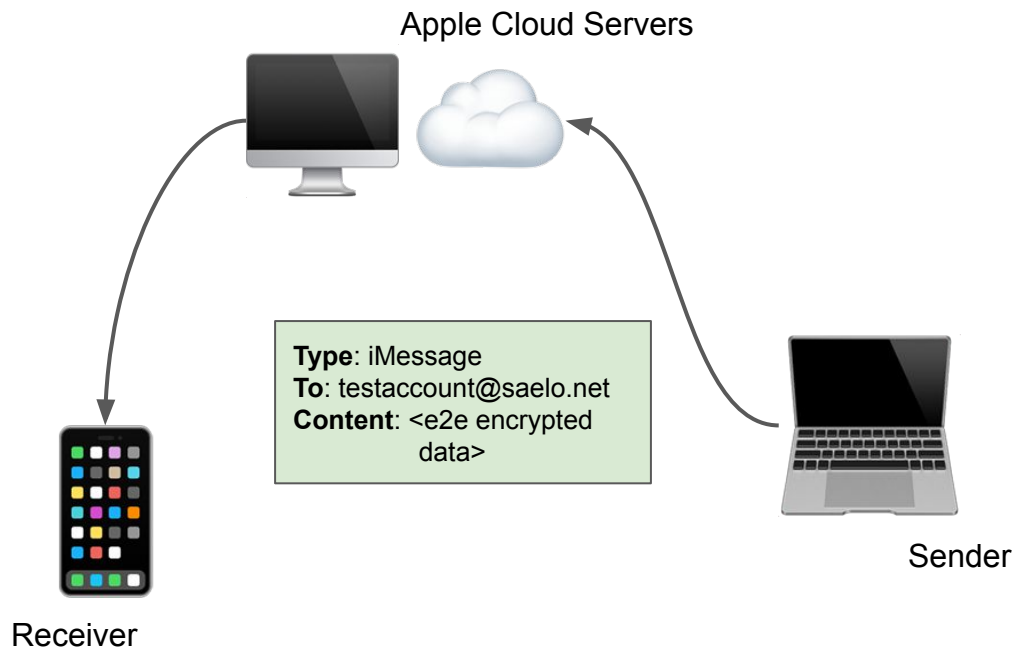 Apple Cloud Servers
Type: iMessage
To: testaccount@saelo.net
Content: <e2e encrypted
data>
Sender
Receiver